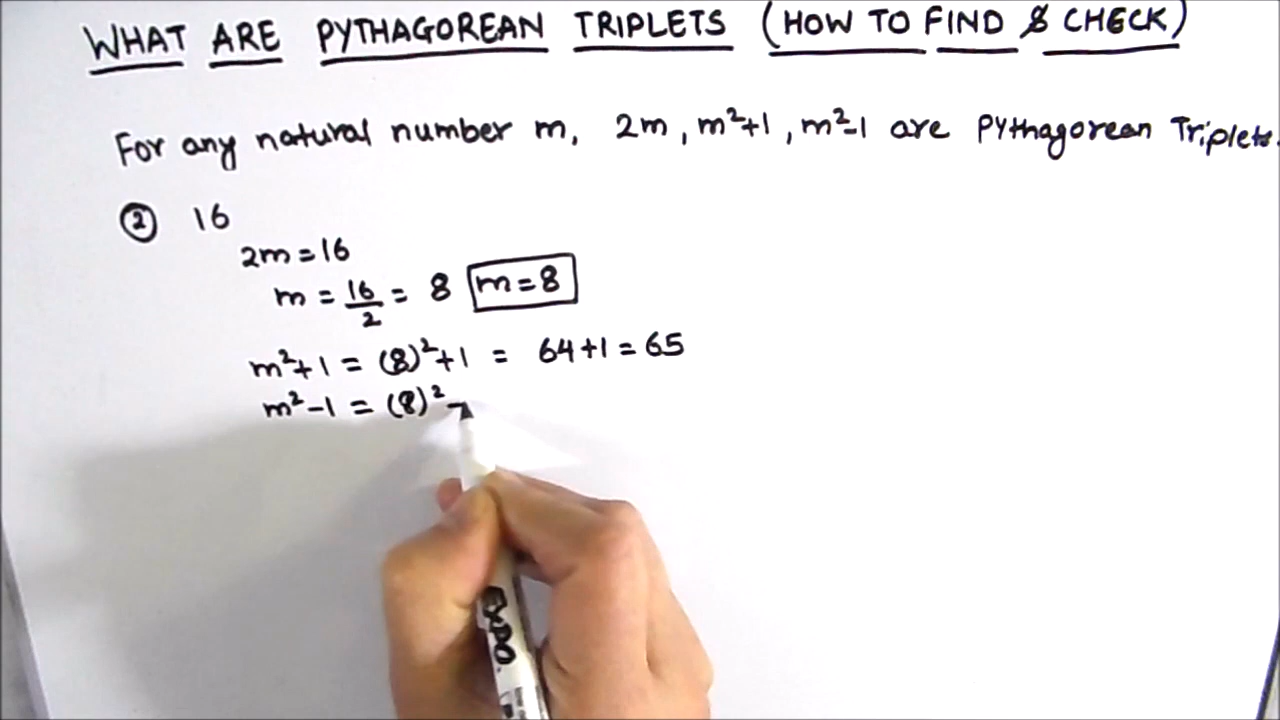 WHAT ARE PYTHAGOREAN TRIPLETS (HOW TO FIND & CHECK)
For any natural number m, 2m, m²+1, m²-1 are Pythagorean Triplets.
② 16
2m = 16
m = 16/2 = 8 m = 8
m²+1 = (8)²+1 = 64+1 = 65
m²-1 = (8)² -
EXPO